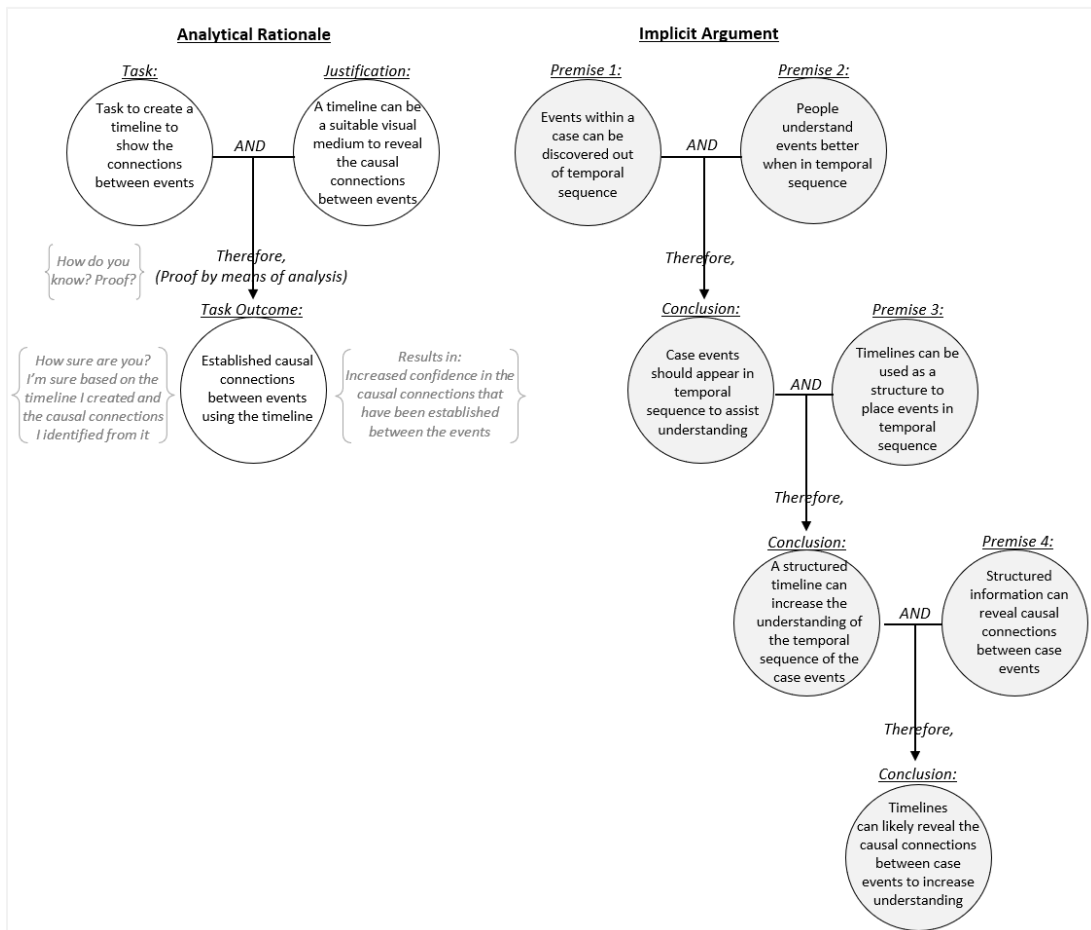 Analytical Rationale
Task:
Task to create a
timeline to
show the
connections
between events
AND
Justification:
A timeline can be
a suitable visual
medium to reveal
the causal
connections
between events
How do you
know? Proof?
Therefore,
(Proof by means of analysis)
Task Outcome:
Established causal
connections
between events
using the timeline
How sure are you?
I'm sure based on the
timeline I created and
the causal connections
I identified from it
Results in:
Increased confidence in the
causal connections that
have been established
between the events
Implicit Argument
Premise 1:
Events within a
case can be
discovered out
of temporal
sequence
AND
Premise 2:
People
understand
events better
when in temporal
sequence
Therefore,
Conclusion:
Case events
should appear in
temporal
sequence to assist
understanding
AND
Premise 3:
Timelines can be
used as a
structure to
place events in
temporal
sequence
Therefore,
Conclusion:
A structured
timeline can
increase the
understanding of
the temporal
sequence of the
case events
AND
Premise 4:
Structured
information can
reveal causal
connections
between case
events
Therefore,
Conclusion:
Timelines
can likely reveal the
causal connections
between case
events to increase
understanding